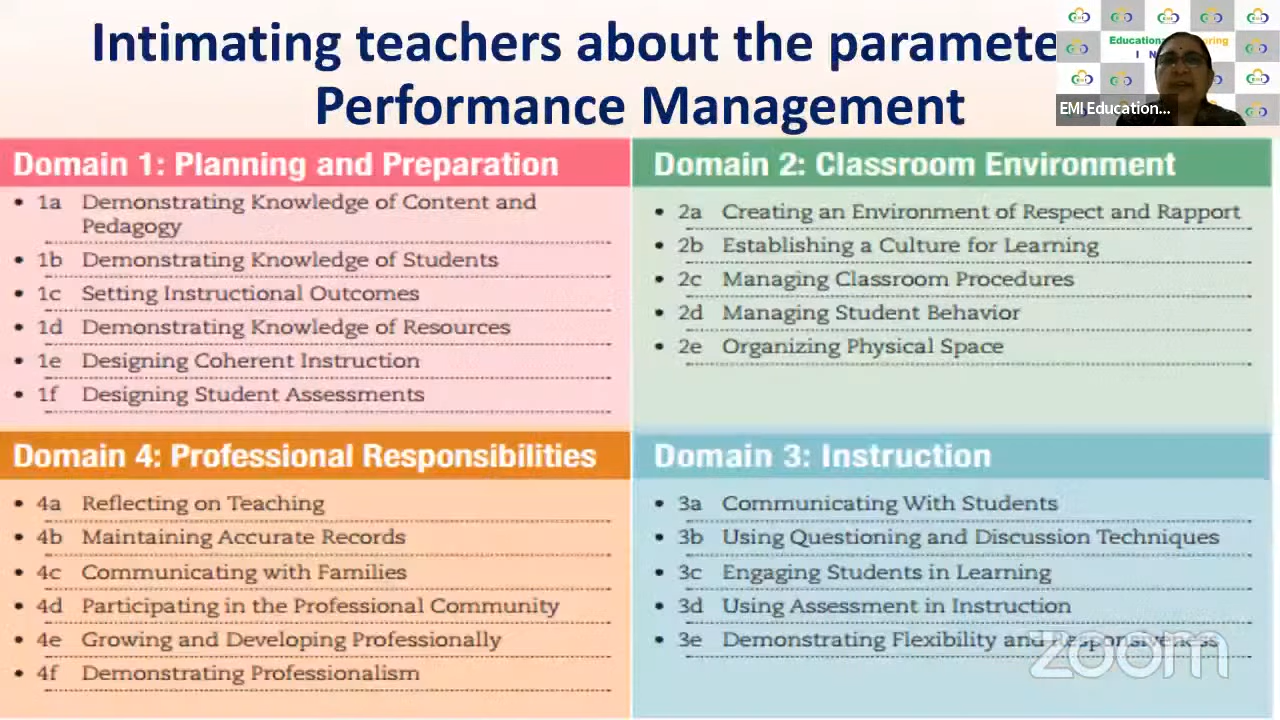 Intimating teachers about the
Performance Management
EMI Education...
Domain 1: Planning and Preparation
• 1a Demonstrating Knowledge of Content and
Pedagogy
• 1b Demonstrating Knowledge of Students
• 1c Setting Instructional Outcomes
• 1d Demonstrating Knowledge of Resources
• 1e Designing Coherent Instruction
• 1f Designing Student Assessments
Domain 2: Classroom Environment
• 2a Creating an Environment of Respect and Rapport
• 2b Establishing a Culture for Learning
• 2c Managing Classroom Procedures
• 2d Managing Student Behavior
• 2e Organizing Physical Space
Domain 4: Professional Responsibilities
• 4a Reflecting on Teaching
• 4b Maintaining Accurate Records
• 4c Communicating with Families
• 4d Participating in the Professional Community
• 4e Growing and Developing Professionally
• 4f Demonstrating Professionalism
Domain 3: Instruction
• 3a Communicating With Students
• 3b Using Questioning and Discussion Techniques
• 3c Engaging Students in Learning
• 3d Using Assessment in Instruction
• 3e Demonstrating Flexibility and Responsiveness
zoom